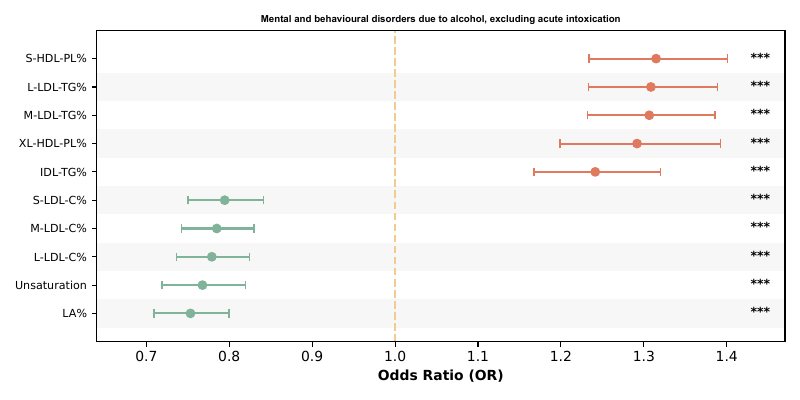 Mental and behavioural disorders due to alcohol, excluding acute intoxication
S-HDL-PL% ***
L-LDL-TG% ***
M-LDL-TG% ***
XL-HDL-PL% ***
IDL-TG% ***
S-LDL-C% ***
M-LDL-C% ***
L-LDL-C% ***
Unsaturation ***
LA% ***
0.7 0.8 0.9 1.0 1.1 1.2 1.3 1.4
Odds Ratio (OR)